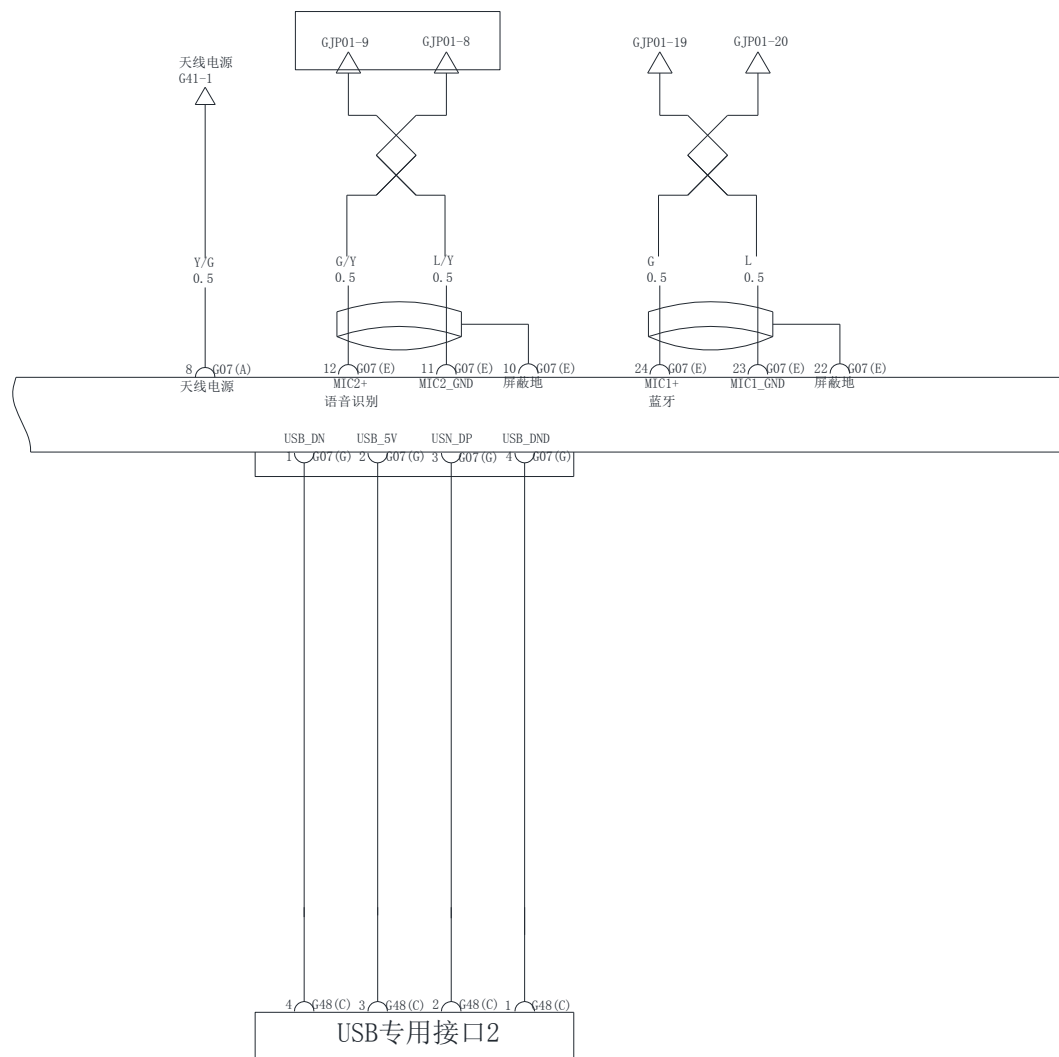 GJP01-9 GJP01-8 GJP01-19 GJP01-20
天线电源
G41-1
Y/G G/Y L/Y G L
0.5 0.5 0.5 0.5 0.5
8 G07(A) 12 G07(E) 11 G07(E) 10 G07(E) 24 G07(E) 23 G07(E) 22 G07(E)
天线电源 MIC2+ MIC2_GND 屏蔽地 MIC1+ MIC1_GND 屏蔽地
语音识别 蓝牙
USB_DN USB_5V USN_DP USB_DND
1 G07(G) 2 G07(G) 3 G07(G) 4 G07(G)
4 G48(C) 3 G48(C) 2 G48(C) 1 G48(C)
USB专用接口2